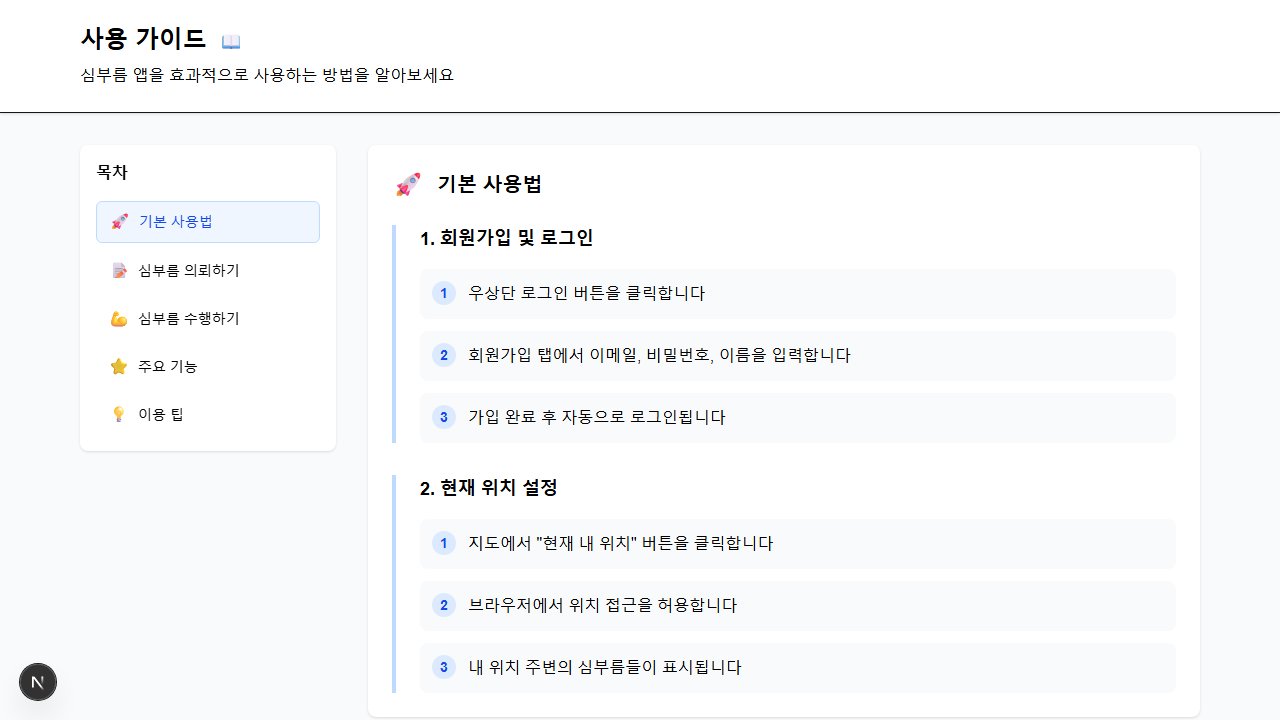 사용 가이드 📖
심부름 앱을 효과적으로 사용하는 방법을 알아보세요
목차
🚀 기본 사용법
📝 심부름 의뢰하기
💪 심부름 수행하기
⭐ 주요 기능
💡 이용 팁
🚀 기본 사용법
1. 회원가입 및 로그인
1 우상단 로그인 버튼을 클릭합니다
2 회원가입 탭에서 이메일, 비밀번호, 이름을 입력합니다
3 가입 완료 후 자동으로 로그인됩니다
2. 현재 위치 설정
1 지도에서 "현재 내 위치" 버튼을 클릭합니다
2 브라우저에서 위치 접근을 허용합니다
3 내 위치 주변의 심부름들이 표시됩니다
N